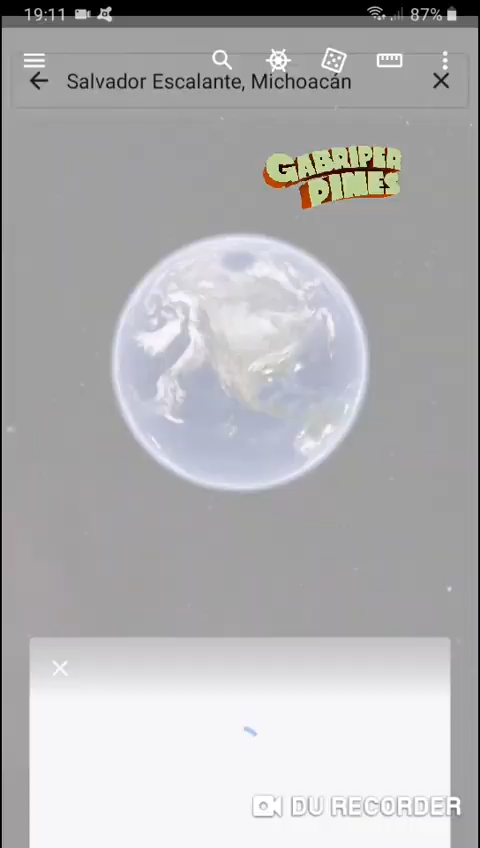 19:11
87%
Salvador Escalante, Michoacán
GABRIPER
PINES
DU RECORDER